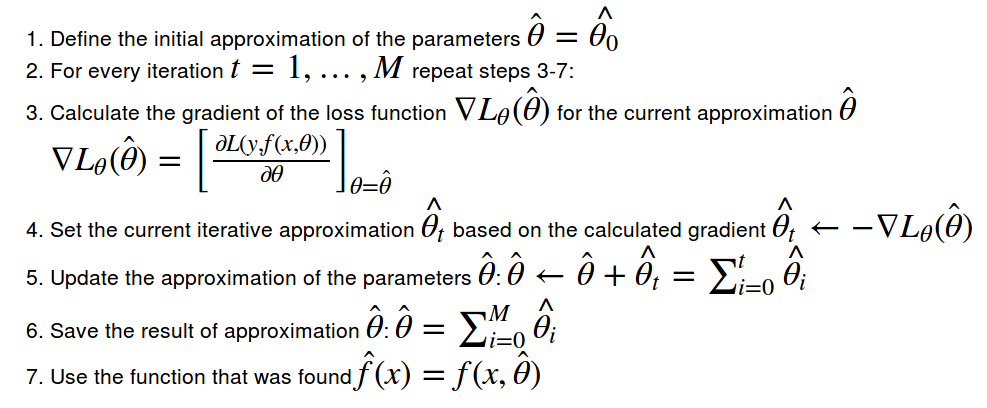 1. Define the initial approximation of the parameters $\hat{\theta} = \hat{\theta_0}$
2. For every iteration $t = 1, \ldots, M$ repeat steps 3-7:
3. Calculate the gradient of the loss function $\nabla L_\theta(\hat{\theta})$ for the current approximation $\hat{\theta}$
$\nabla L_\theta(\hat{\theta}) = \left[ \frac{\partial L(y, f(x, \theta))}{\partial \theta} \right]_{\theta = \hat{\theta}}$
4. Set the current iterative approximation $\hat{\theta_t}$ based on the calculated gradient $\hat{\theta_t} \leftarrow -\nabla L_\theta(\hat{\theta})$
5. Update the approximation of the parameters $\hat{\theta}: \hat{\theta} \leftarrow \hat{\theta} + \hat{\theta_t} = \sum_{i=0}^{t} \hat{\theta_i}$
6. Save the result of approximation $\hat{\theta}: \hat{\theta} = \sum_{i=0}^{M} \hat{\theta_i}$
7. Use the function that was found $\hat{f}(x) = f(x, \hat{\theta})$